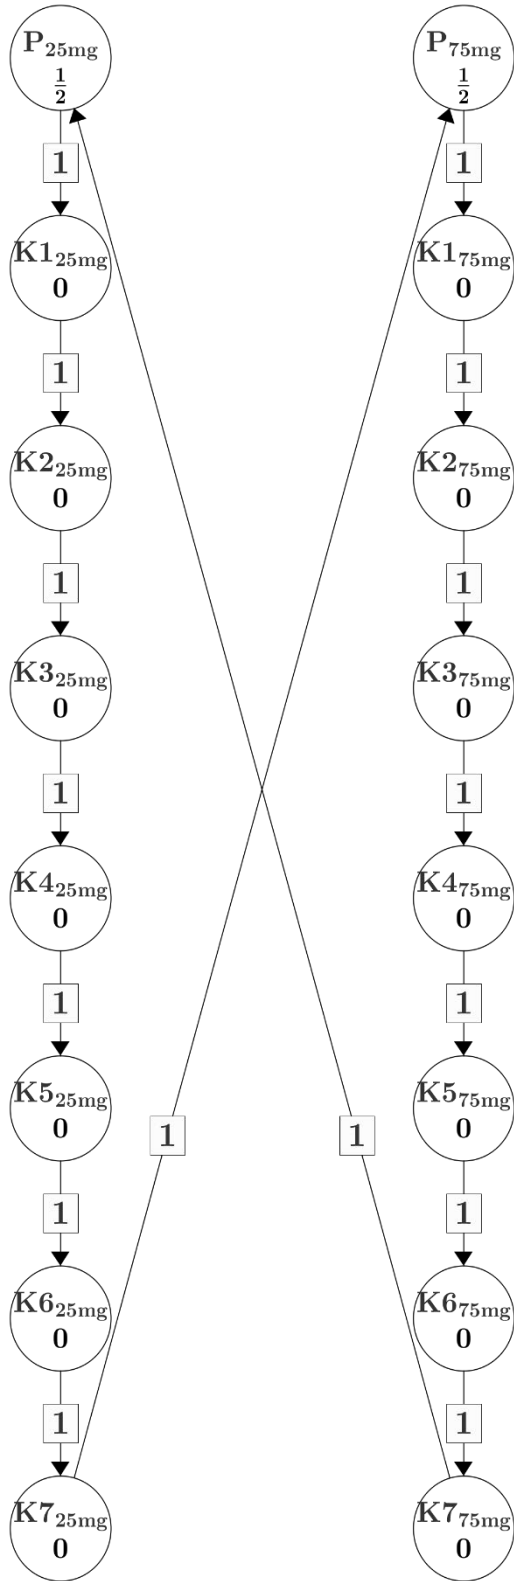 P25mg P75mg
1/2 1/2
1 1
K125mg K175mg
0 0
1 1
K225mg K275mg
0 0
1 1
K325mg K375mg
0 0
1 1
K425mg K475mg
0 0
1 1
K525mg K575mg
0 0
1 1
1 1
K625mg K675mg
0 0
1 1
K725mg K775mg
0 0